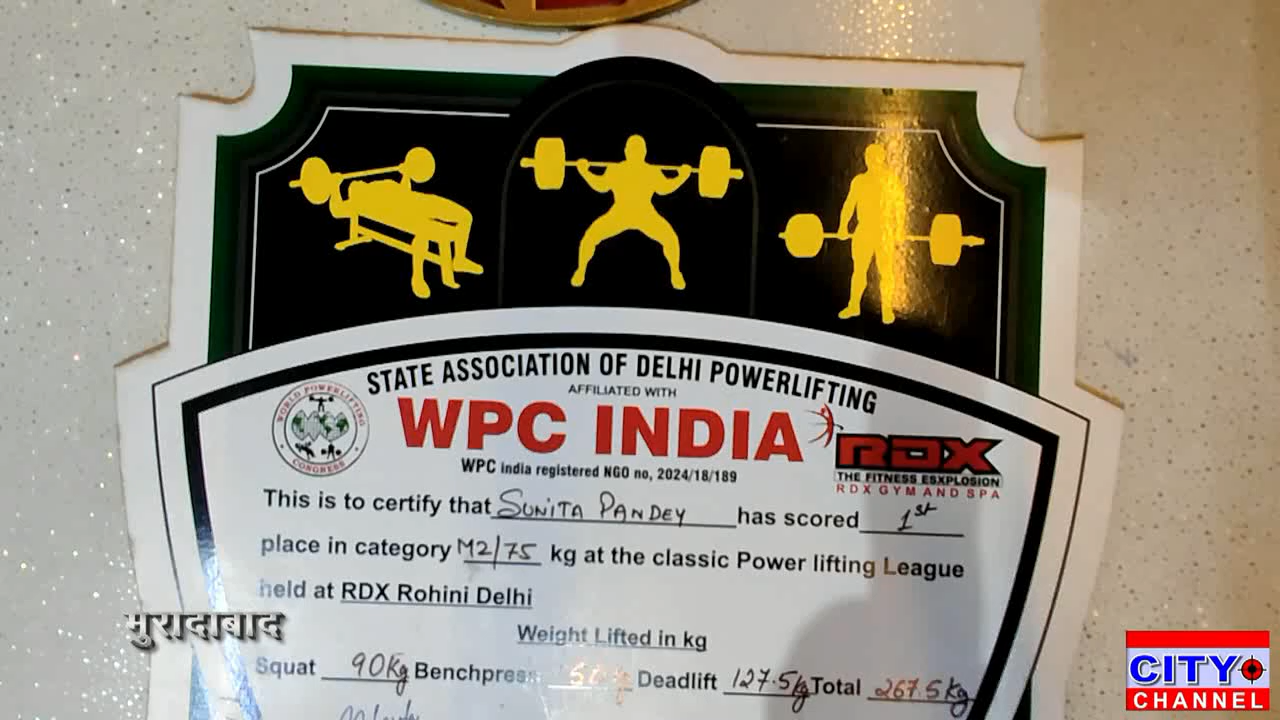 STATE ASSOCIATION OF DELHI POWERLIFTING
AFFILIATED WITH
WPC INDIA
WPC india registered NGO no, 2024/18/189
WORLD POWERLIFTING
CONGRESS
RDX
THE FITNESS ESXPLOSION
RDX GYM AND SPA
This is to certify that SUNITA PANDEY has scored 1st
place in category M2/75 kg at the classic Power lifting League
held at RDX Rohini Delhi
Weight Lifted in kg
Squat 90Kg Benchpress Deadlift 127.5kg Total 267.5Kg
मुरादाबाद
CITY
CHANNEL